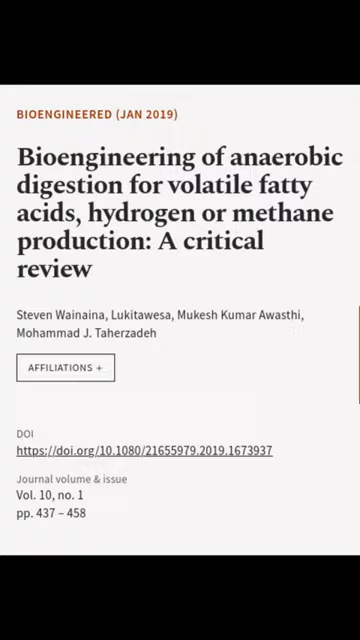 BIOENGINEERED (JAN 2019)
Bioengineering of anaerobic
digestion for volatile fatty
acids, hydrogen or methane
production: A critical
review
Steven Wainaina, Lukitawesa, Mukesh Kumar Awasthi,
Mohammad J. Taherzadeh
AFFILIATIONS +
DOI
https://doi.org/10.1080/21655979.2019.1673937
Journal volume & issue
Vol. 10, no. 1
pp. 437 – 458